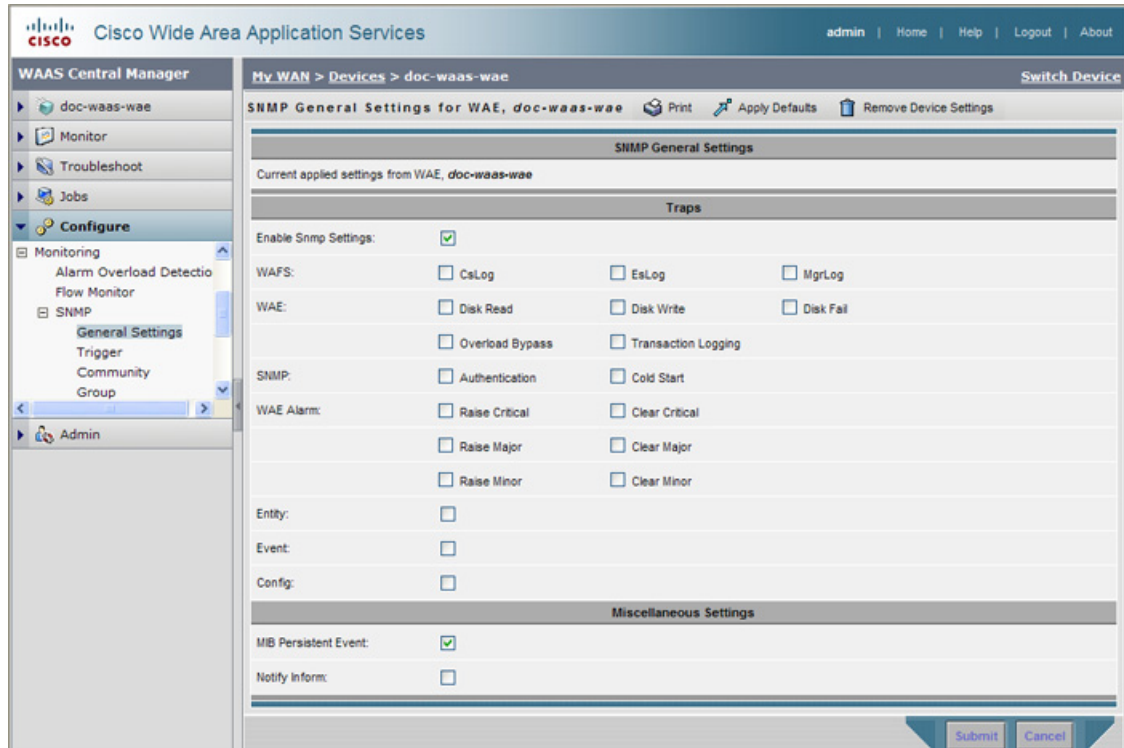 CISCO Cisco Wide Area Application Services
admin | Home | Help | Logout | About
WAAS Central Manager
doc-waas-wae
Monitor
Troubleshoot
Jobs
Configure
Monitoring
Alarm Overload Detectio
Flow Monitor
SNMP
General Settings
Trigger
Community
Group
Admin
My WAN > Devices > doc-waas-wae
Switch Device
SNMP General Settings for WAE, doc-waas-wae Print Apply Defaults Remove Device Settings
SNMP General Settings
Current applied settings from WAE, doc-waas-wae
Traps
Enable Snmp Settings:
WAFS: CsLog EsLog MgrLog
WAE: Disk Read Disk Write Disk Fail
Overload Bypass Transaction Logging
SNMP: Authentication Cold Start
WAE Alarm: Raise Critical Clear Critical
Raise Major Clear Major
Raise Minor Clear Minor
Entity:
Event:
Config:
Miscellaneous Settings
MIB Persistent Event:
Notify Inform:
Submit Cancel